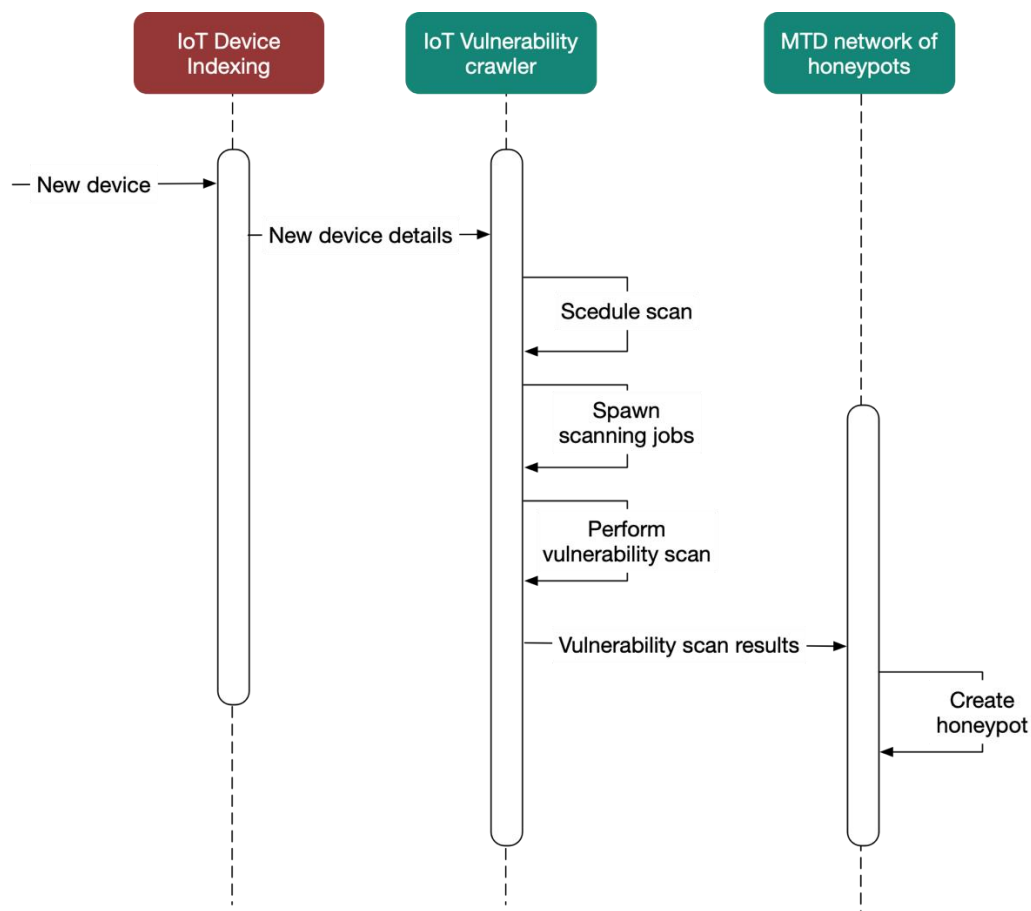 IoT Device
Indexing
IoT Vulnerability
crawler
MTD network of
honeypots
New device
New device details
Scedule scan
Spawn
scanning jobs
Perform
vulnerability scan
Vulnerability scan results
Create
honeypot